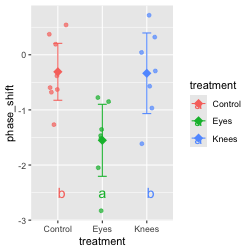 phase_shift
0
-1
-2
-3
b a b
Control Eyes Knees
treatment
treatment
a Control
a Eyes
a Knees